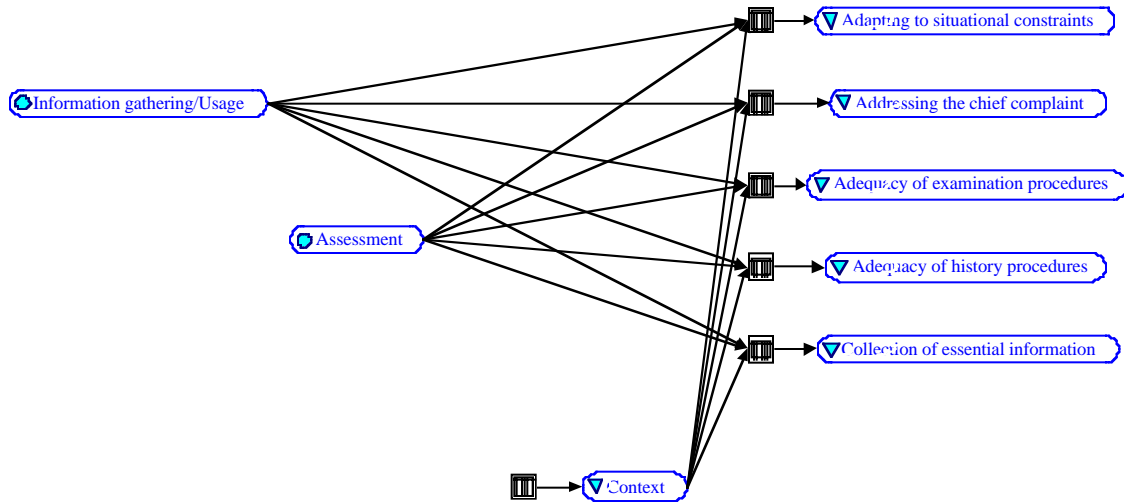 Adapting to situational constraints
Information gathering/Usage
Addressing the chief complaint
Adequacy of examination procedures
Assessment
Adequacy of history procedures
Collection of essential information
Context